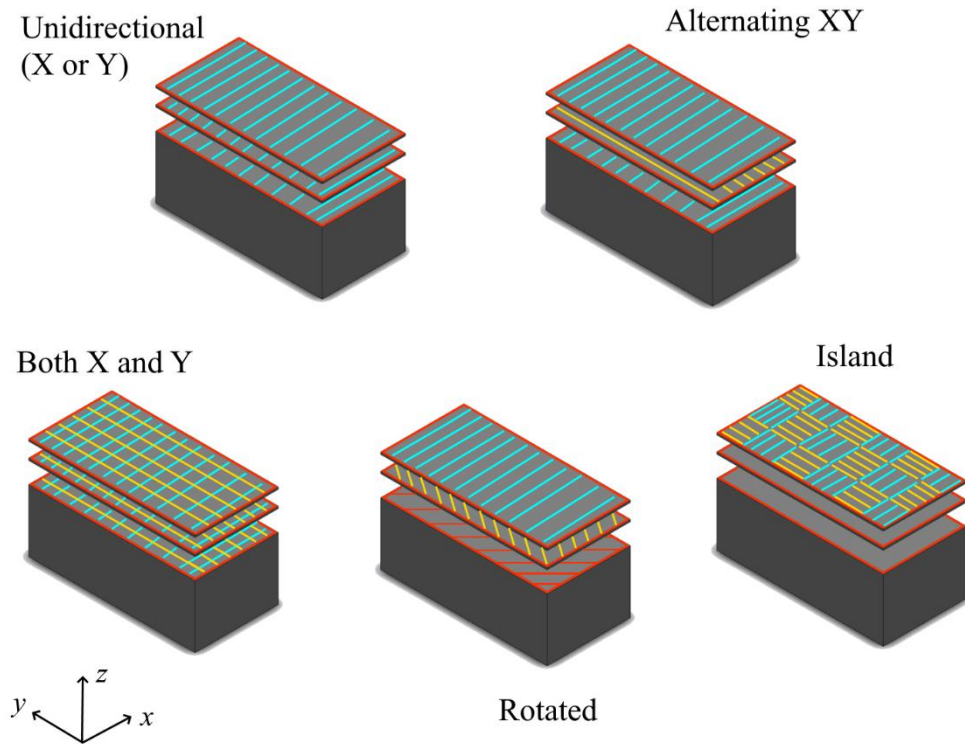 Unidirectional
(X or Y)
Alternating XY
Both X and Y
Island
Rotated
z
y
x